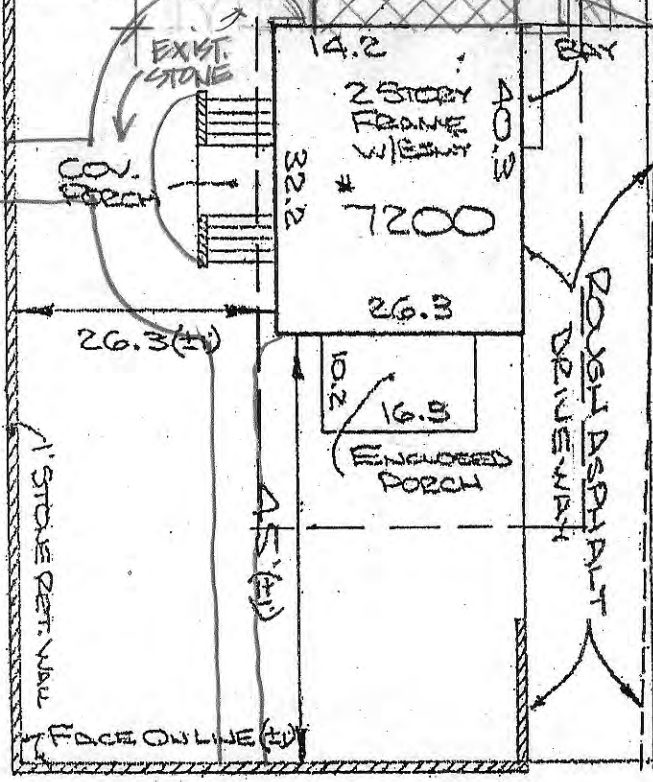 EXIST.
STONE
14.2
BAY
2 STORY
FRAME
40.3
COV.
PORCH
32.2
#
7200
26.3
26.3(±)
10.2
16.5
ENCLOSED
PORCH
ROUGH ASPHALT
DRIVEWAY
45'(±)
1' STONE RET. WALL
FACE ON LINE (±)